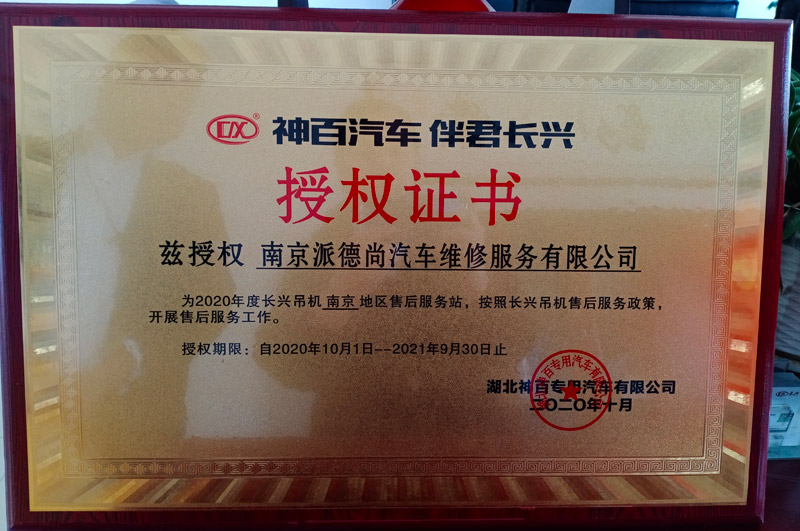 神百汽车 伴君长兴
授权证书
兹授权 南京派德尚汽车维修服务有限公司
为2020年度长兴吊机南京地区售后服务站，按照长兴吊机售后服务政策，
开展售后服务工作。
授权期限：自2020年10月1日--2021年9月30日止
湖北神百专用汽车有限公司
二〇二〇年十月